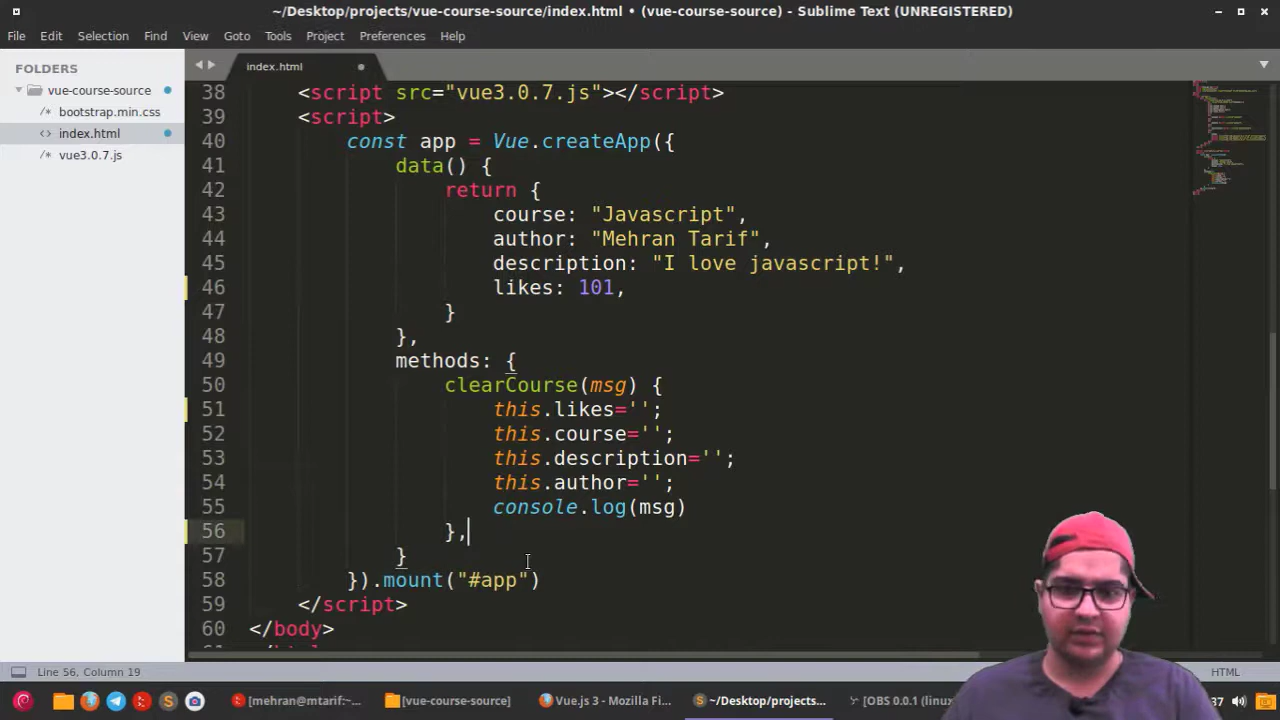 ~/Desktop/projects/vue-course-source/index.html • (vue-course-source) - Sublime Text (UNREGISTERED)
File Edit Selection Find View Goto Tools Project Preferences Help
FOLDERS
vue-course-source
/* bootstrap.min.css
<> index.html
/* vue3.0.7.js
index.html
38 <script src="vue3.0.7.js"></script>
39 <script>
40 const app = Vue.createApp({
41 data() {
42 return {
43 course: "Javascript",
44 author: "Mehran Tarif",
45 description: "I love javascript!",
46 likes: 101,
47 }
48 },
49 methods: {
50 clearCourse(msg) {
51 this.likes='';
52 this.course='';
53 this.description='';
54 this.author='';
55 console.log(msg)
56 },
57 }
58 }).mount("#app")
59 </script>
60 </body>
Line 56, Column 19
HTML
[mehran@mtarif:~... [vue-course-source] Vue.js 3 - Mozilla Fi... ~/Desktop/projects... [OBS 0.0.1 (linux... 37